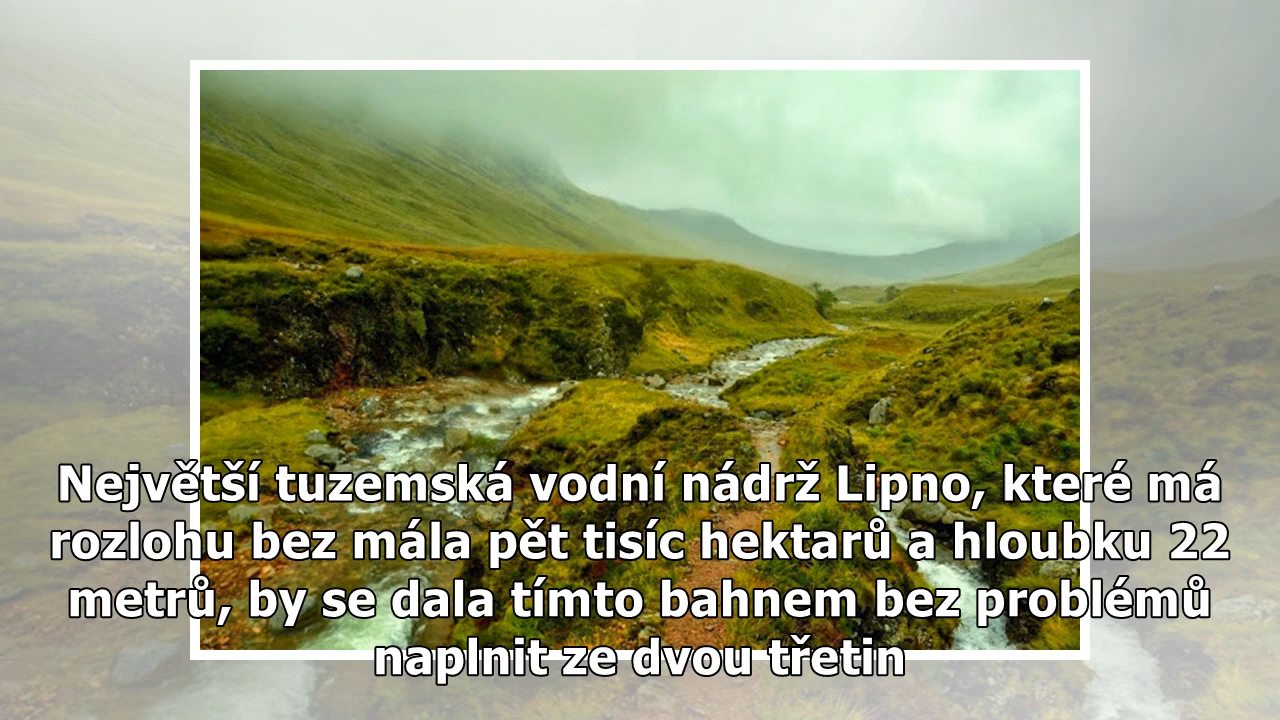 Největší tuzemská vodní nádrž Lipno, které má
rozlohu bez mála pět tisíc hektarů a hloubku 22
metrů, by se dala tímto bahnem bez problémů
naplnit ze dvou třetin